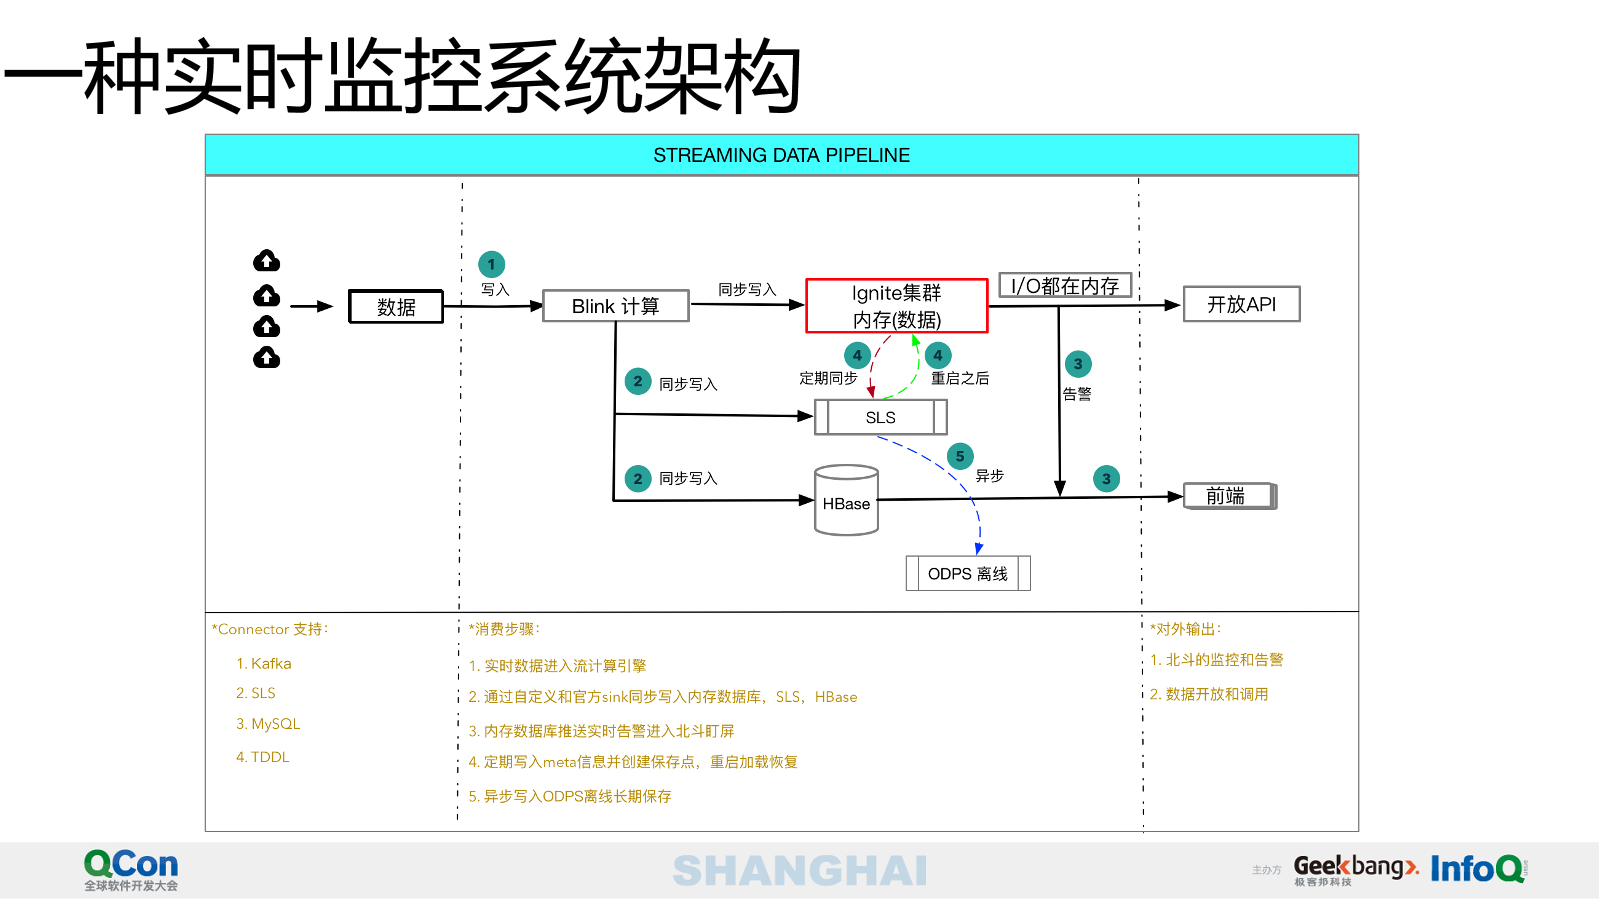 一种实时监控系统架构
STREAMING DATA PIPELINE
数据
1
写入
Blink 计算
同步写入
Ignite集群
内存(数据)
I/O都在内存
开放API
2
同步写入
4
定期同步
4
重启之后
3
告警
SLS
2
同步写入
HBase
5
异步
3
前端
ODPS 离线
*Connector 支持：
1. Kafka
2. SLS
3. MySQL
4. TDDL
*消费步骤：
1. 实时数据进入流计算引擎
2. 通过自定义和官方sink同步写入内存数据库，SLS，HBase
3. 内存数据库推送实时告警进入北斗盯屏
4. 定期写入meta信息并创建保存点，重启加载恢复
5. 异步写入ODPS离线长期保存
*对外输出：
1. 北斗的监控和告警
2. 数据开放和调用
QCon
全球软件开发大会
SHANGHAI
主办方
Geekbang>.
极客邦科技
InfoQ